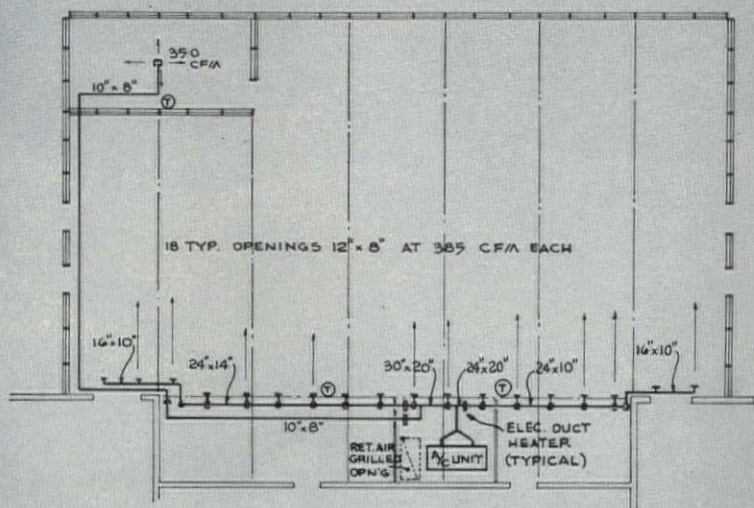 350
CFM
10"x 8"
T
18 TYP. OPENINGS 12"x 8" AT 385 CFM EACH
16"x10"
24"x14"
T
30"x20"
24"x20"
T
24"x10"
16"x10"
10"x8"
RET. AIR
GRILLED
OPN'G
A/C UNIT
ELEC. DUCT
HEATER
(TYPICAL)